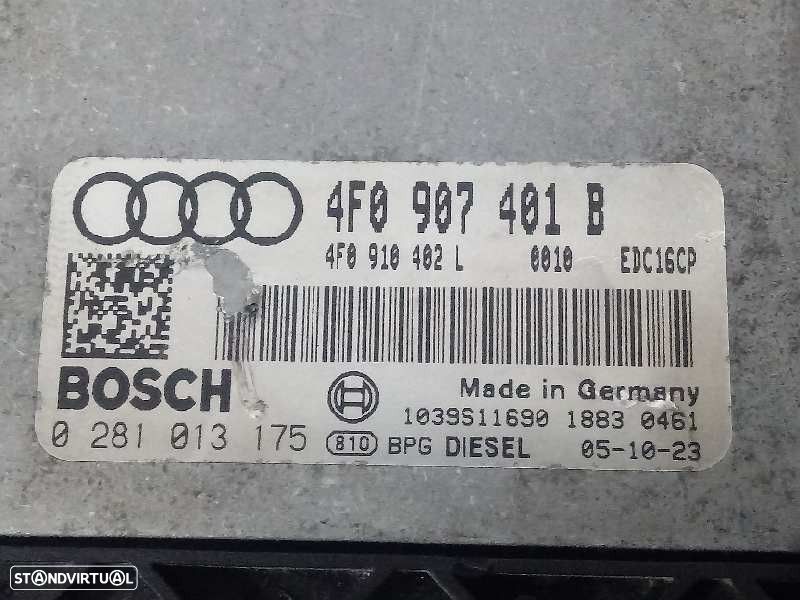 4F0 907 401 B
4F0 910 402 L 0010 EDC16CP
BOSCH
Made in Germany
1039S11690 1883 0461
0 281 013 175 810 BPG DIESEL 05-10-23
STANDVIRTUAL